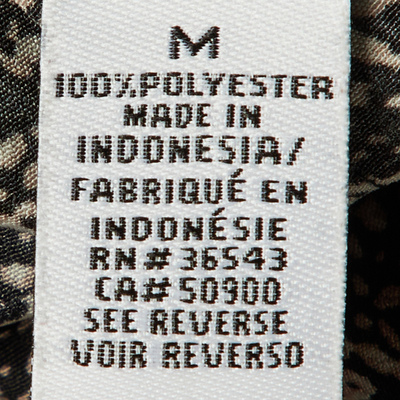 M
100%POLYESTER
MADE IN
INDONESIA/
FABRIQUÉ EN
INDONÉSIE
RN#36543
CA#50900
SEE REVERSE
VOIR REVERSO